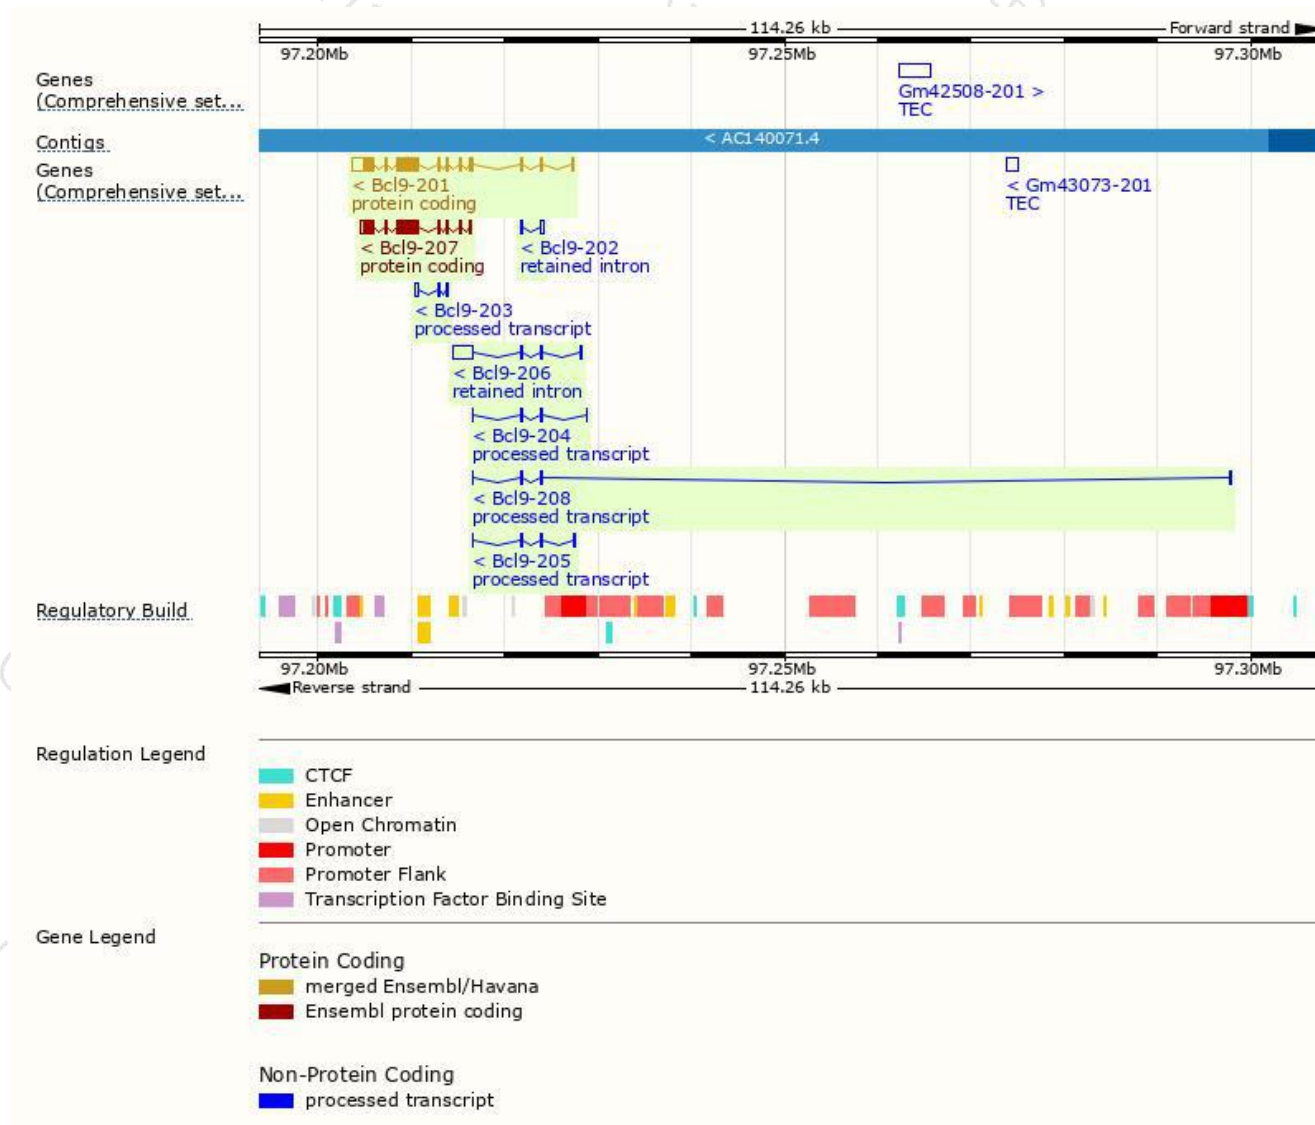 114.26 kb Forward strand
97.20Mb 97.25Mb 97.30Mb
Genes
(Comprehensive set...
Gm42508-201 >
TEC
Contigs < AC140071.4
Genes
(Comprehensive set...
< Bcl9-201
protein coding
< Gm43073-201
TEC
< Bcl9-207
protein coding
< Bcl9-202
retained intron
< Bcl9-203
processed transcript
< Bcl9-206
retained intron
< Bcl9-204
processed transcript
< Bcl9-208
processed transcript
< Bcl9-205
processed transcript
Regulatory Build
97.20Mb 97.25Mb 97.30Mb
Reverse strand 114.26 kb
Regulation Legend
CTCF
Enhancer
Open Chromatin
Promoter
Promoter Flank
Transcription Factor Binding Site
Gene Legend
Protein Coding
merged Ensembl/Havana
Ensembl protein coding
Non-Protein Coding
processed transcript